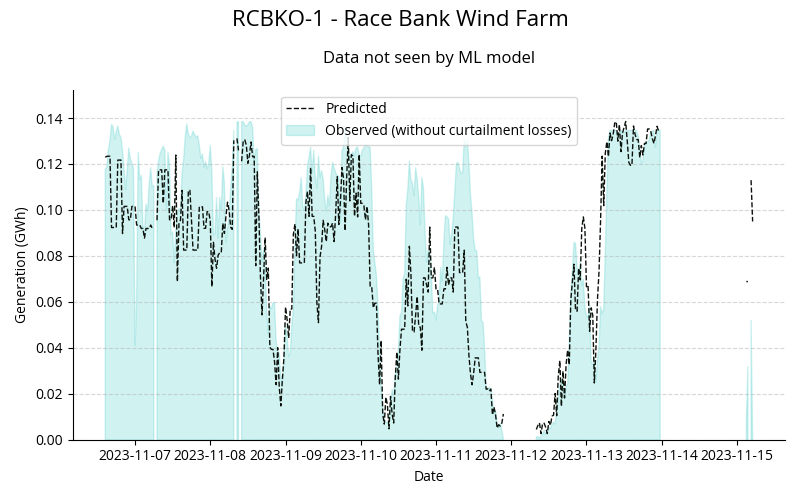 RCBKO-1 - Race Bank Wind Farm
Data not seen by ML model
Predicted
Observed (without curtailment losses)
Generation (GWh)
0.14
0.12
0.10
0.08
0.06
0.04
0.02
0.00
2023-11-07 2023-11-08 2023-11-09 2023-11-10 2023-11-11 2023-11-12 2023-11-13 2023-11-14 2023-11-15
Date